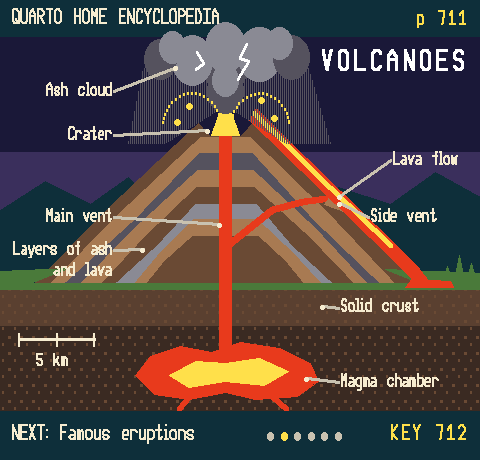 QUARTO HOME ENCYCLOPEDIA
p 711
VOLCANOES
Ash cloud
Crater
Lava flow
Main vent
Side vent
Layers of ash
and lava
Solid crust
5 km
Magma chamber
NEXT: Famous eruptions
KEY 712